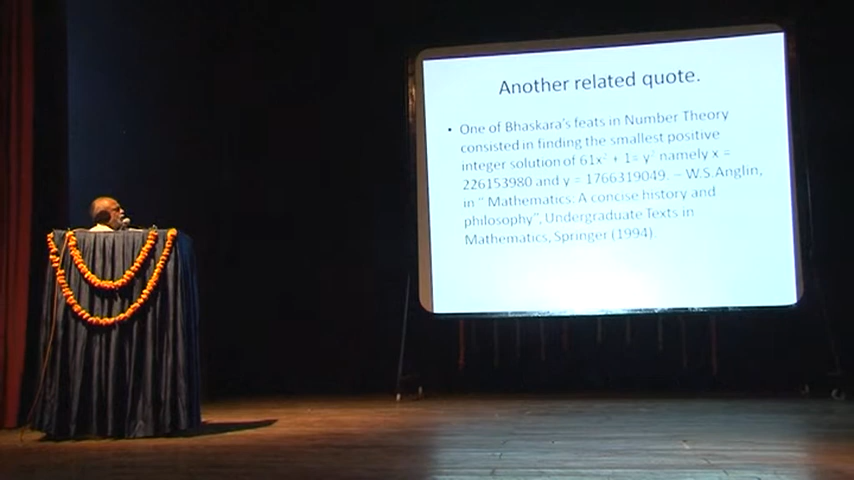 Another related quote.
• One of Bhaskara's feats in Number Theory
consisted in finding the smallest positive
integer solution of 61x² + 1= y² namely x =
226153980 and y = 1766319049. – W.S.Anglin,
in " Mathematics: A concise history and
philosophy", Undergraduate Texts in
Mathematics, Springer (1994).